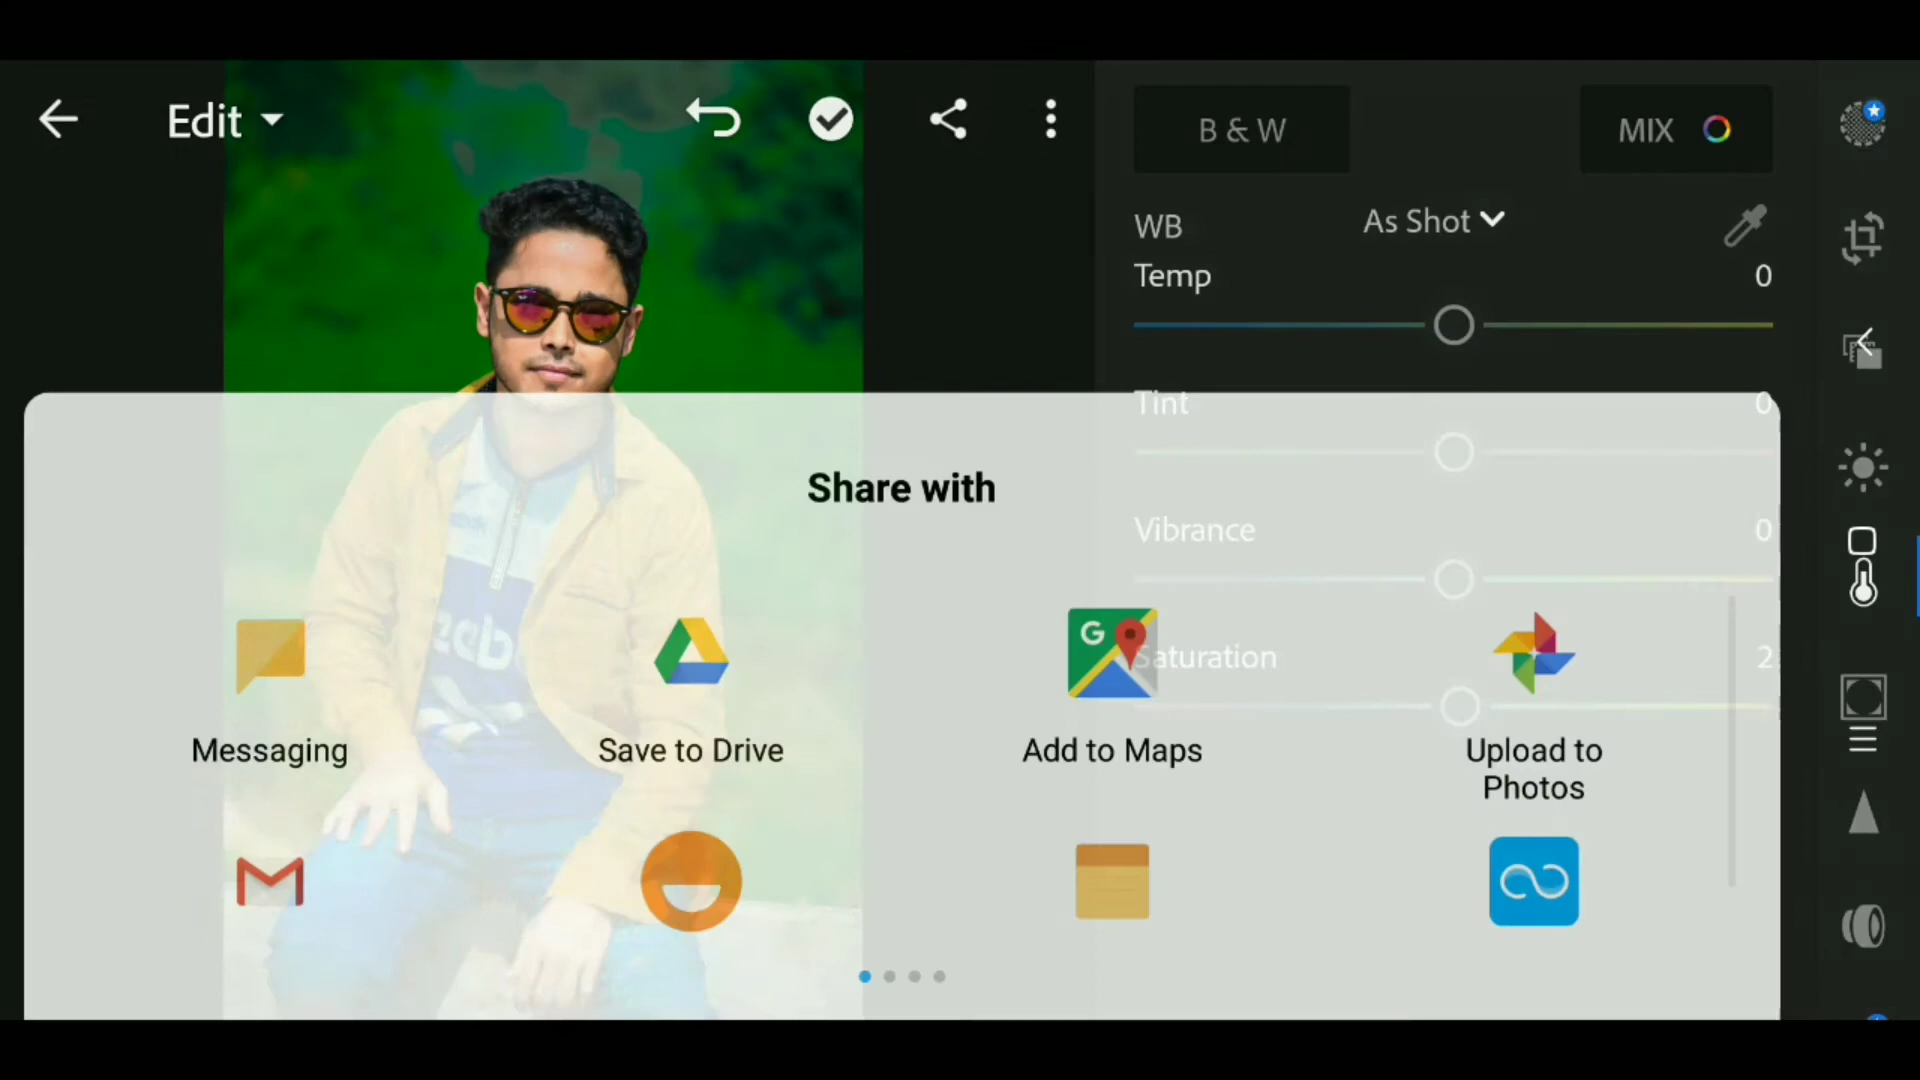 Edit
B & W
MIX
WB
As Shot
Temp
0
Tint
0
Share with
Vibrance
0
Saturation
2
Messaging
Save to Drive
Add to Maps
Upload to
Photos
G